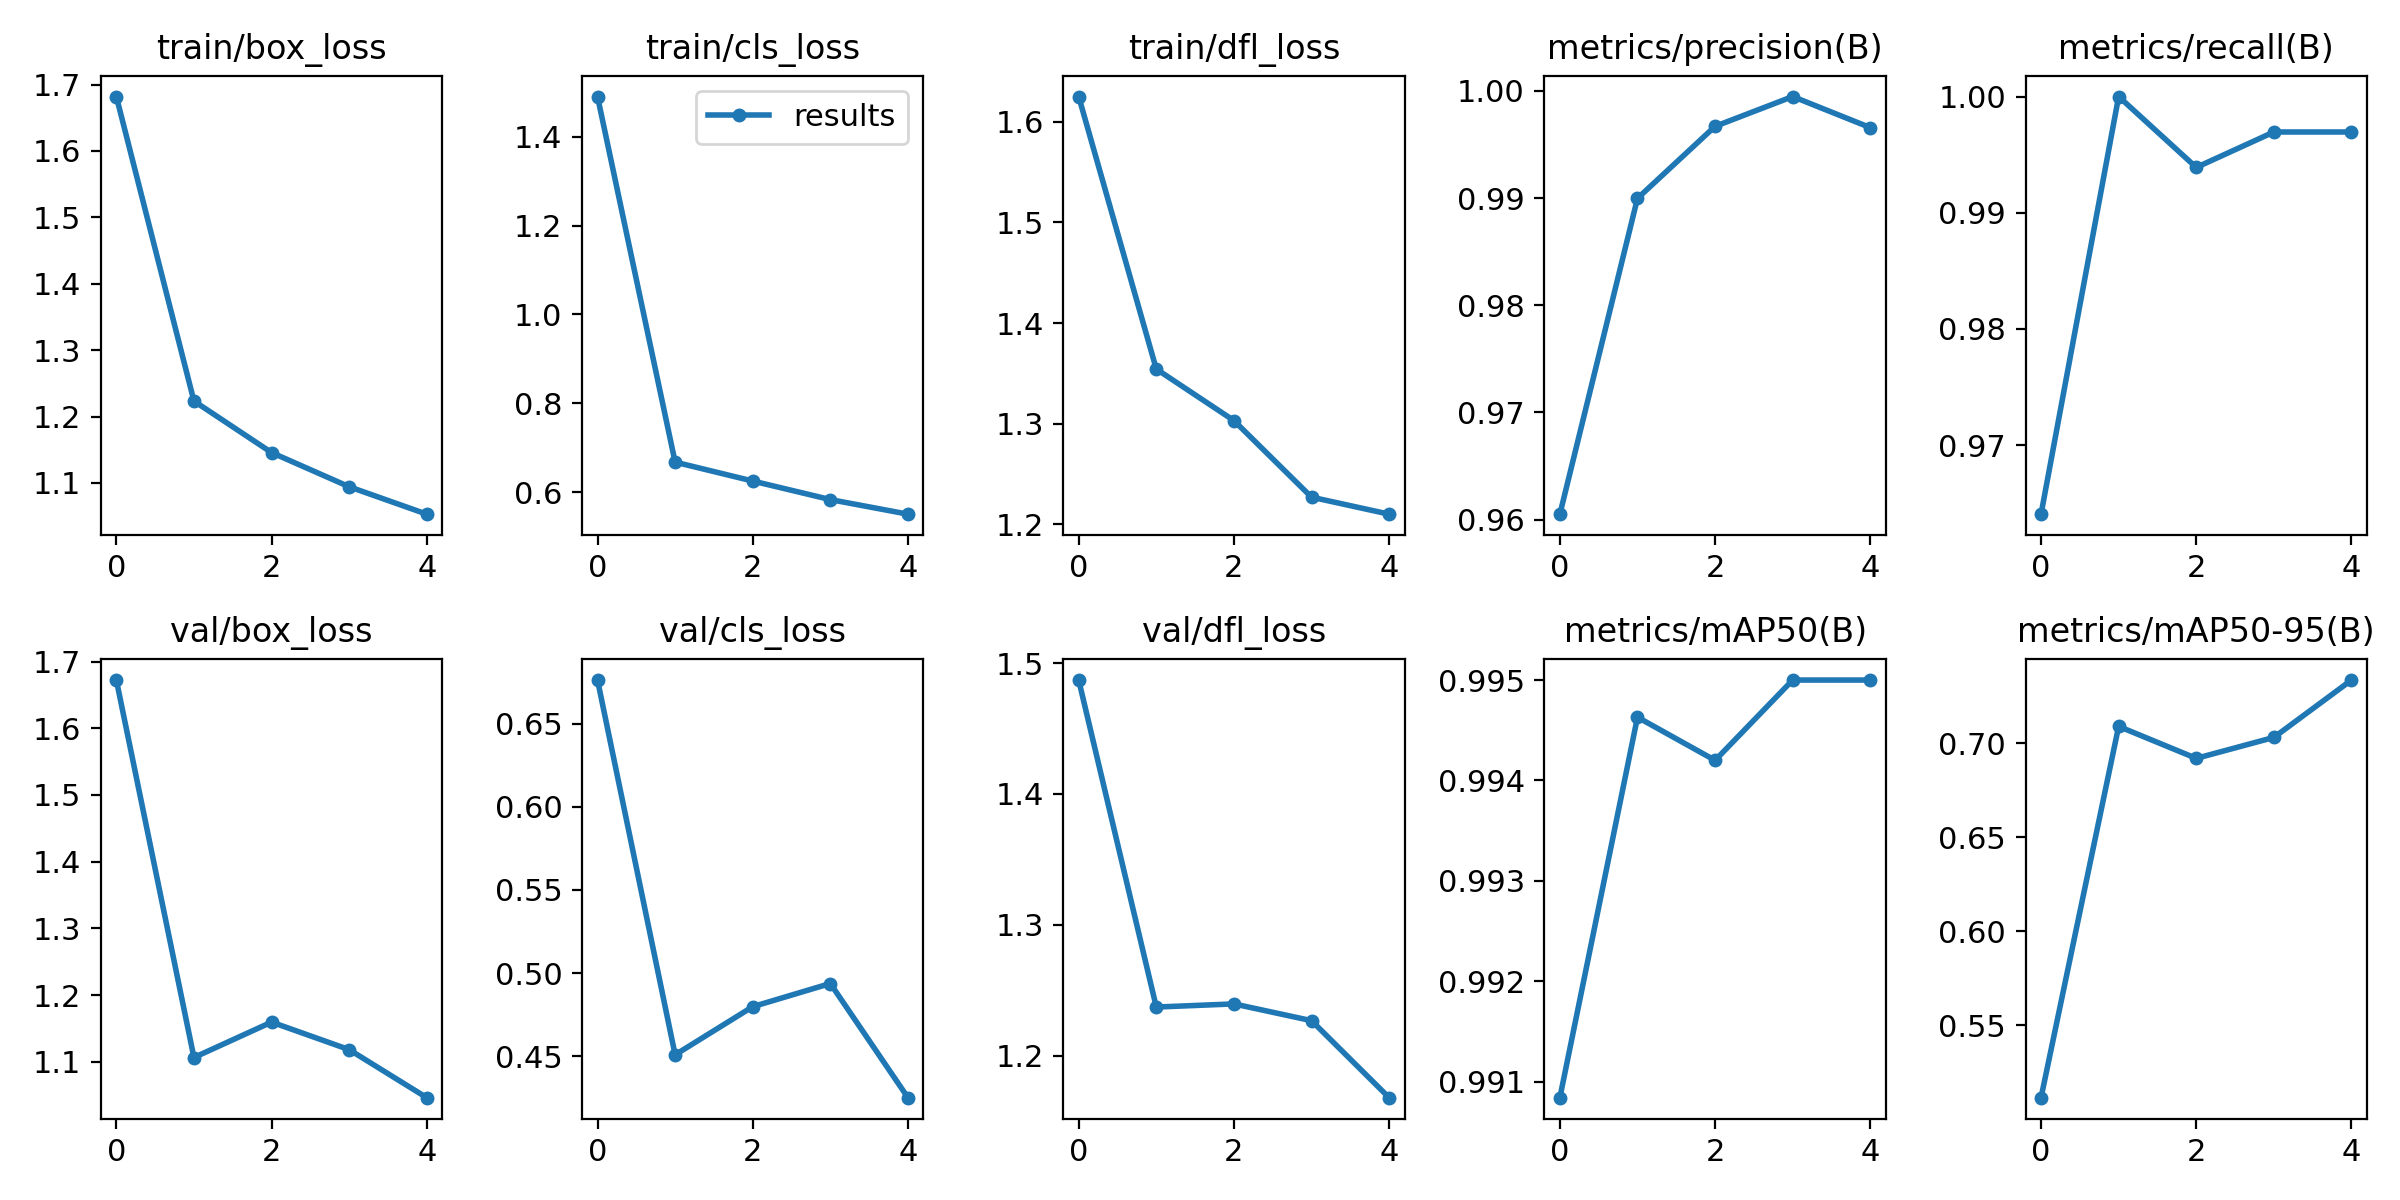 train/box_loss
1.7
1.6
1.5
1.4
1.3
1.2
1.1
0 2 4
train/cls_loss
results
1.4
1.2
1.0
0.8
0.6
0 2 4
train/dfl_loss
1.6
1.5
1.4
1.3
1.2
0 2 4
metrics/precision(B)
1.00
0.99
0.98
0.97
0.96
0 2 4
metrics/recall(B)
1.00
0.99
0.98
0.97
0 2 4
val/box_loss
1.7
1.6
1.5
1.4
1.3
1.2
1.1
0 2 4
val/cls_loss
0.65
0.60
0.55
0.50
0.45
0 2 4
val/dfl_loss
1.5
1.4
1.3
1.2
0 2 4
metrics/mAP50(B)
0.995
0.994
0.993
0.992
0.991
0 2 4
metrics/mAP50-95(B)
0.70
0.65
0.60
0.55
0 2 4